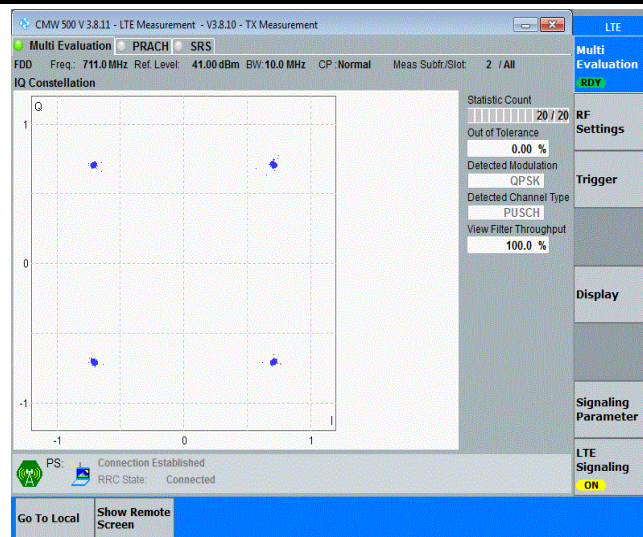 CMW 500 V 3.8.11 - LTE Measurement - V3.8.10 - TX Measurement
LTE
Multi Evaluation PRACH SRS
FDD Freq.: 711.0 MHz Ref. Level: 41.00 dBm BW: 10.0 MHz CP : Normal Meas Subfr./Slot: 2 / All
IQ Constellation
Q
1
0
-1
I
-1 0 1
Statistic Count
20 / 20
Out of Tolerance
0.00 %
Detected Modulation
QPSK
Detected Channel Type
PUSCH
View Filter Throughput
100.0 %
PS:
Connection Established
RRC State: Connected
Multi
Evaluation
RDY
RF
Settings
Trigger
Display
Signaling
Parameter
LTE
Signaling
ON
Go To Local
Show Remote
Screen